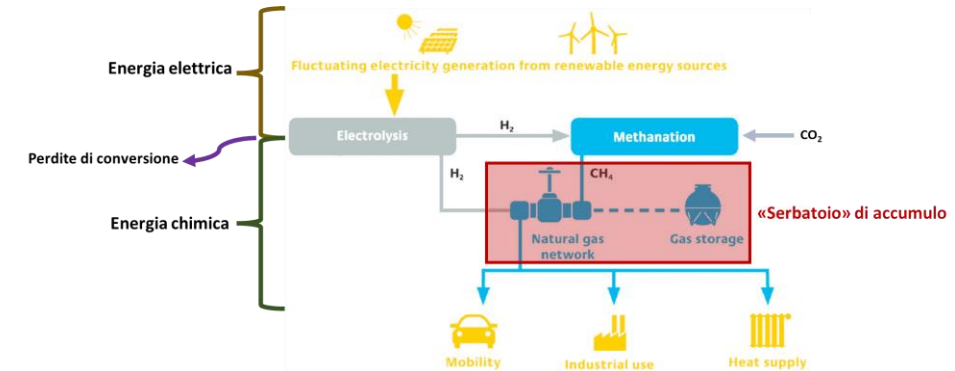 Energia elettrica
Fluctuating electricity generation from renewable energy sources
Electrolysis
H₂
Methanation
CO₂
Perdite di conversione
H₂
CH₄
«Serbatoio» di accumulo
Energia chimica
Natural gas
network
Gas storage
Mobility
Industrial use
Heat supply